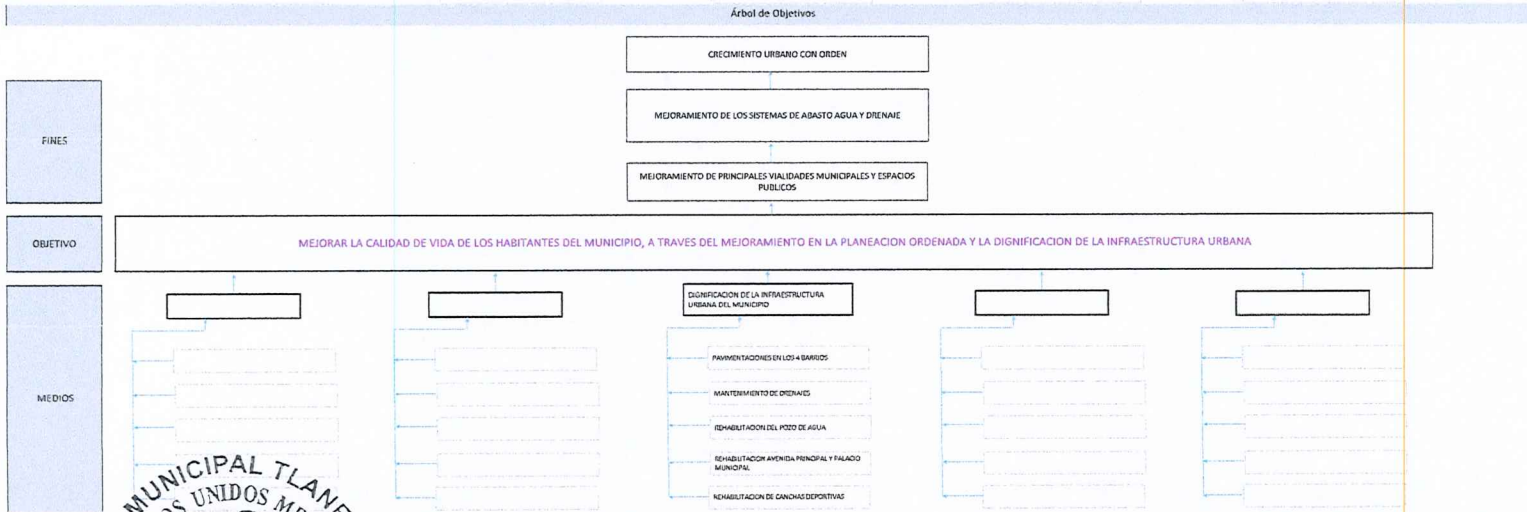 Árbol de Objetivos
CRECIMIENTO URBANO CON ORDEN
MEJORAMIENTO DE LOS SISTEMAS DE ABASTO AGUA Y DRENAJE
FINES
MEJORAMIENTO DE PRINCIPALES VIALIDADES MUNICIPALES Y ESPACIOS
PUBLICOS
OBJETIVO
MEJORAR LA CALIDAD DE VIDA DE LOS HABITANTES DEL MUNICIPIO, A TRAVES DEL MEJORAMIENTO EN LA PLANEACION ORDENADA Y LA DIGNIFICACION DE LA INFRAESTRUCTURA URBANA
DIGNIFICACION DE LA INFRAESTRUCTURA
URBANA DEL MUNICIPIO
MEDIOS
PAVIMENTACIONES EN LOS 4 BARRIOS
MANTENIMIENTO DE DRENAJES
REHABILITACION DEL POZO DE AGUA
REHABILITACION AVENIDA PRINCIPAL Y PALACIO
MUNICIPAL
REHABILITACION DE CANCHAS DEPORTIVAS
MUNICIPAL
UNIDOS